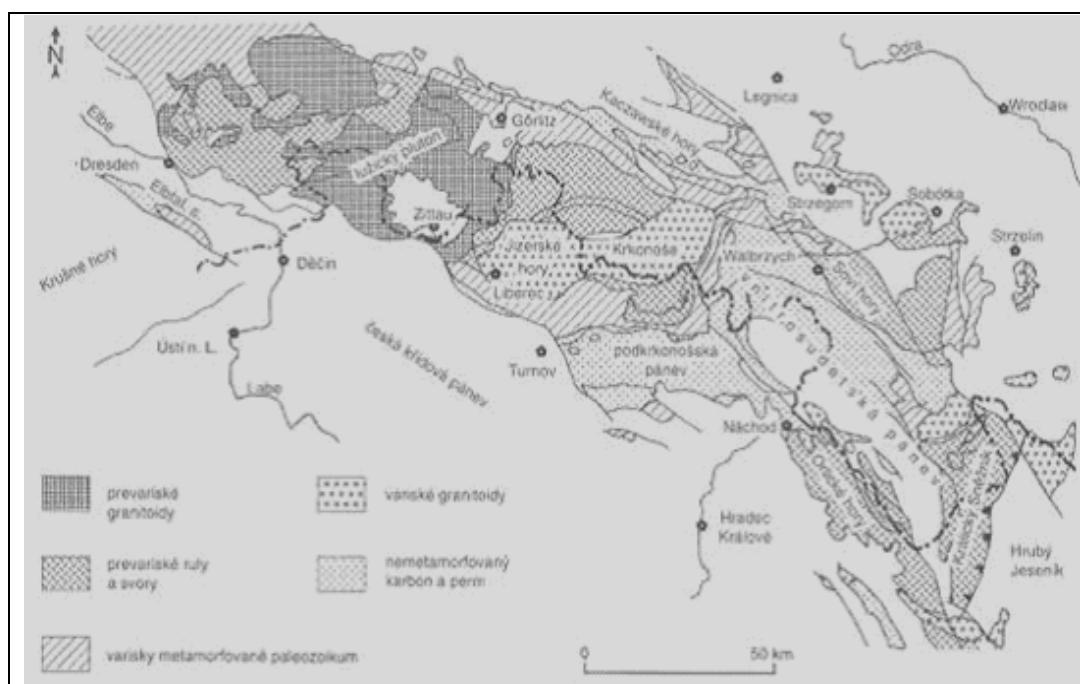 N
Odra
Legnica
Wroclaw
Kaczawské hory
Görlitz
Elbe
Dresden
lužický pluton
Strzegom
Sobótka
Strzelin
Elbtal. s.
Zittau
Jizerské
hory
Krkonoše
Walbrzych
Soví hory
Krušné hory
Děčín
Liberec
vnitrosudetská pánev
Ústí n. L.
česká křídová pánev
Turnov
podkrkonošská
pánev
Labe
Náchod
Orlické hory
Králický Sněžník
Hradec
Králové
Hrubý
Jeseník
prevariské
granitoidy
variské granitoidy
prevariské ruly
a svory
nemetamorfovaný
karbon a perm
varisky metamorfované paleozoikum
0
50 km